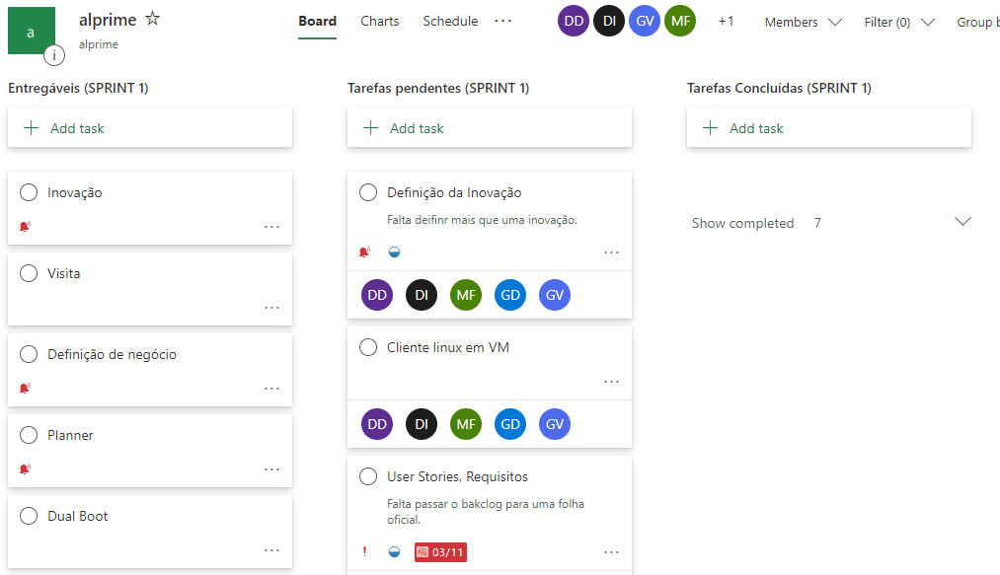 a
alprime
alprime
Board Charts Schedule ...
DD DI GV MF +1 Members Filter (0) Group b
Entregáveis (SPRINT 1)
Add task
Inovação
Visita
Definição de negócio
Planner
Dual Boot
Tarefas pendentes (SPRINT 1)
Add task
Definição da Inovação
Falta deifinr mais que uma inovação.
DD DI MF GD GV
Cliente linux em VM
DD DI MF GD GV
User Stories, Requisitos
Falta passar o bakclog para uma folha
oficial.
! 03/11
Tarefas Concluídas (SPRINT 1)
Add task
Show completed 7